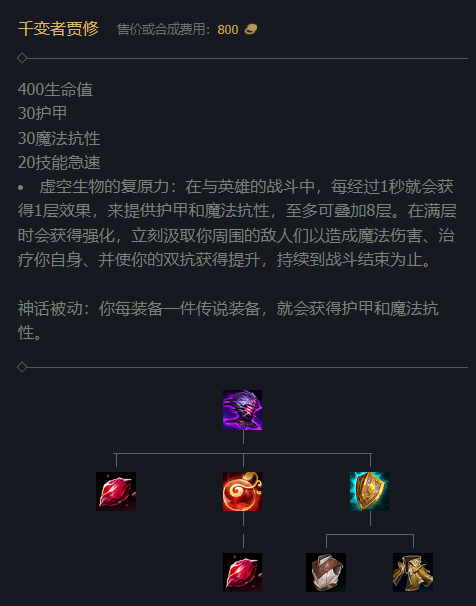 千变者贾修 售价或合成费用：800
400生命值
30护甲
30魔法抗性
20技能急速
• 虚空生物的复原力：在与英雄的战斗中，每经过1秒就会获
得1层效果，来提供护甲和魔法抗性，至多可叠加8层。在满层
时会获得强化，立刻汲取你周围的敌人们以造成魔法伤害、治
疗你自身、并使你的双抗获得提升，持续到战斗结束为止。
神话被动：你每装备一件传说装备，就会获得护甲和魔法抗
性。